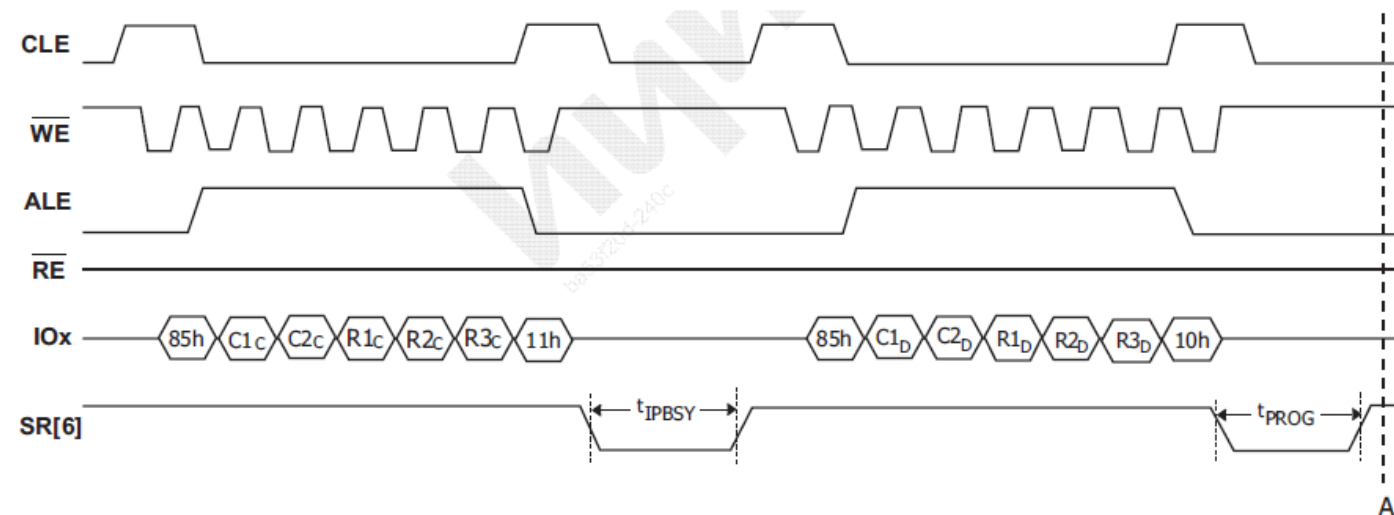 CLE
WE
ALE
RE
IOx 85h C1C C2C R1C R2C R3C 11h 85h C1D C2D R1D R2D R3D 10h
SR[6] tIPBSY tPROG
A